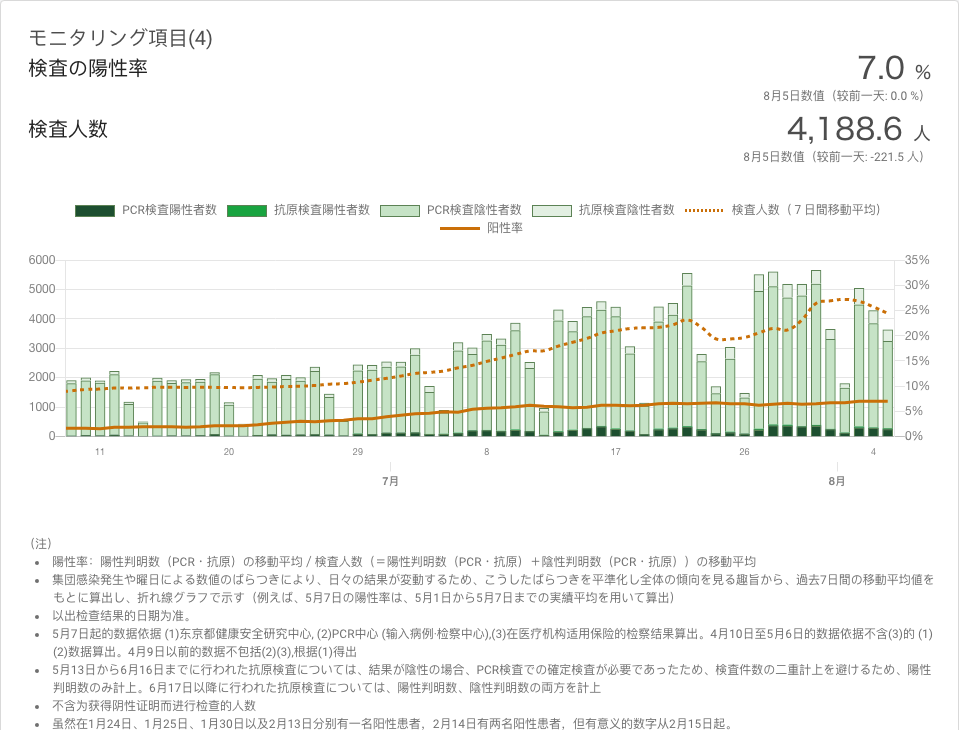 モニタリング項目(4)
検査の陽性率
7.0 %
8月5日数值（较前一天: 0.0 %）
検査人数
4,188.6 人
8月5日数值（较前一天: -221.5 人）
PCR検査陽性者数 抗原検査陽性者数 PCR検査陰性者数 抗原検査陰性者数 検査人数（７日間移動平均）
阳性率
6000 35%
5000 30%
4000 25%
3000 20%
2000 15%
1000 10%
0 5%
0%
11 20 29 8 17 26 4
7月 8月
（注）
• 陽性率：陽性判明数（PCR・抗原）の移動平均 / 検査人数（＝陽性判明数（PCR・抗原）＋陰性判明数（PCR・抗原））の移動平均
• 集団感染発生や曜日による数値のばらつきにより、日々の結果が変動するため、こうしたばらつきを平準化し全体の傾向を見る趣旨から、過去7日間の移動平均値を
もとに算出し、折れ線グラフで示す（例えば、5月7日の陽性率は、5月1日から5月7日までの実績平均を用いて算出）
• 以出检查结果的日期为准。
• 5月7日起的数据依据 (1)东京都健康安全研究中心, (2)PCR中心 (输入病例·检察中心),(3)在医疗机构适用保险的检察结果算出。4月10日至5月6日的数据依据不含(3)的 (1)
(2)数据算出。4月9日以前的数据不包括(2)(3),根据(1)得出
• 5月13日から6月16日までに行われた抗原検査については、結果が陰性の場合、PCR検査での確定検査が必要であったため、検査件数の二重計上を避けるため、陽性
判明数のみ計上。6月17日以降に行われた抗原検査については、陽性判明数、陰性判明数の両方を計上
• 不含为获得阴性证明而进行检查的人数
• 虽然在1月24日、1月25日、1月30日以及2月13日分别有一名阳性患者，2月14日有两名阳性患者，但有意义的数字从2月15日起。